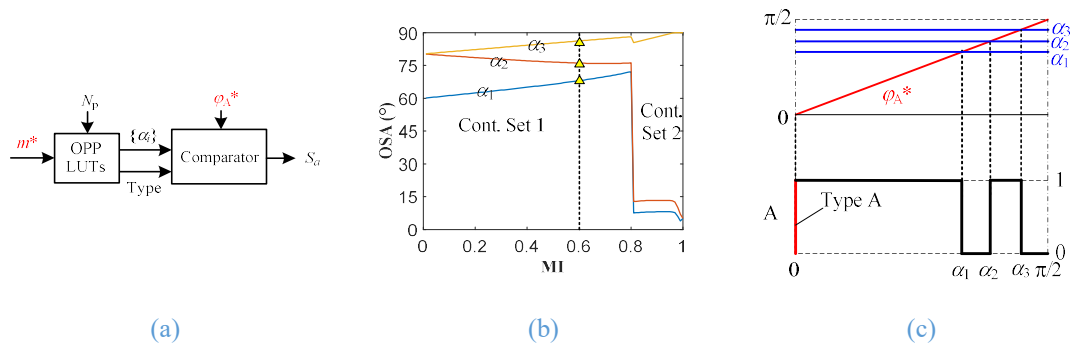 (a)
N_p
φ_A*
m*
OPP
LUTs
{α_i}
Type
Comparator
S_a
(b)
90
75
60
45
30
15
0
OSA (°)
α_3
α_2
α_1
Cont. Set 1
Cont.
Set 2
0
0.2
0.4
0.6
0.8
1
MI
(c)
π/2
α_3
α_2
α_1
φ_A*
0
1
Type A
A
0
0
α_1
α_2
α_3
π/2
(a)
(b)
(c)